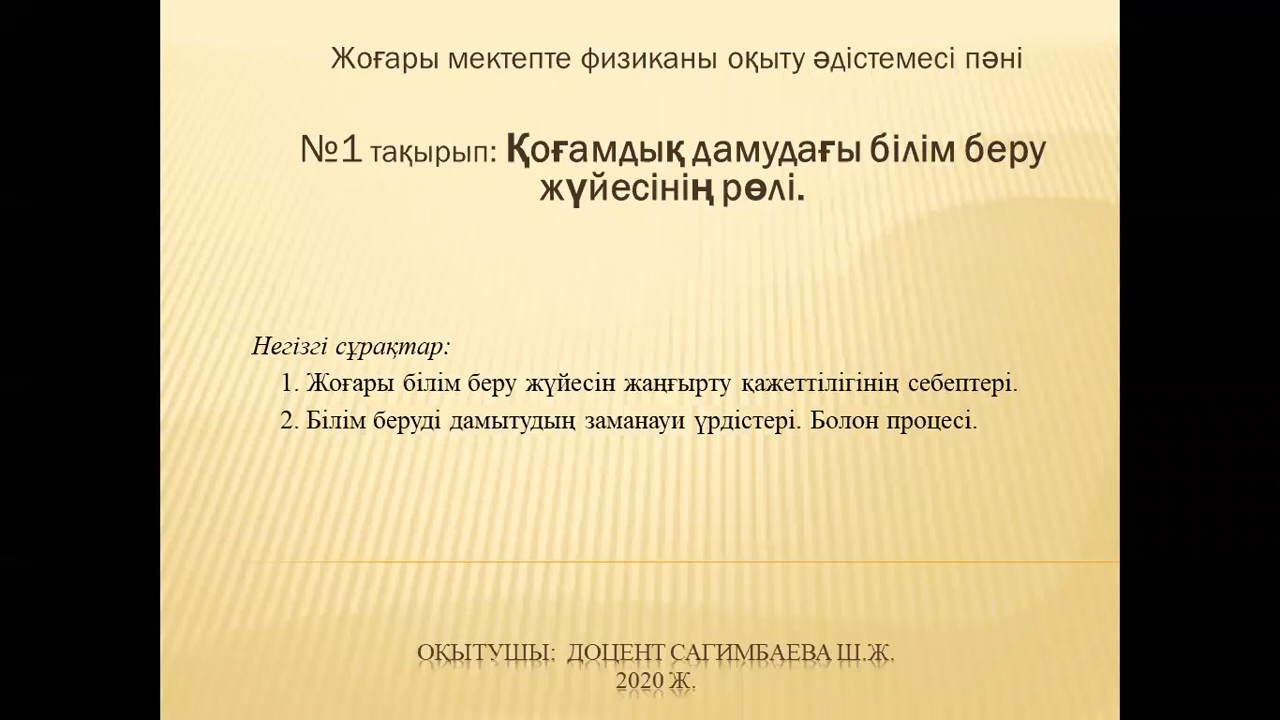 Жоғары мектепте физиканы оқыту әдістемесі пәні
№1 тақырып: Қоғамдық дамудағы білім беру
жүйесінің рөлі.
Негізгі сұрақтар:
1. Жоғары білім беру жүйесін жаңғырту қажеттілігінің себептері.
2. Білім беруді дамытудың заманауи үрдістері. Болон процесі.
ОҚЫТУШЫ: ДОЦЕНТ САГИМБАЕВА Ш.Ж.
2020 Ж.